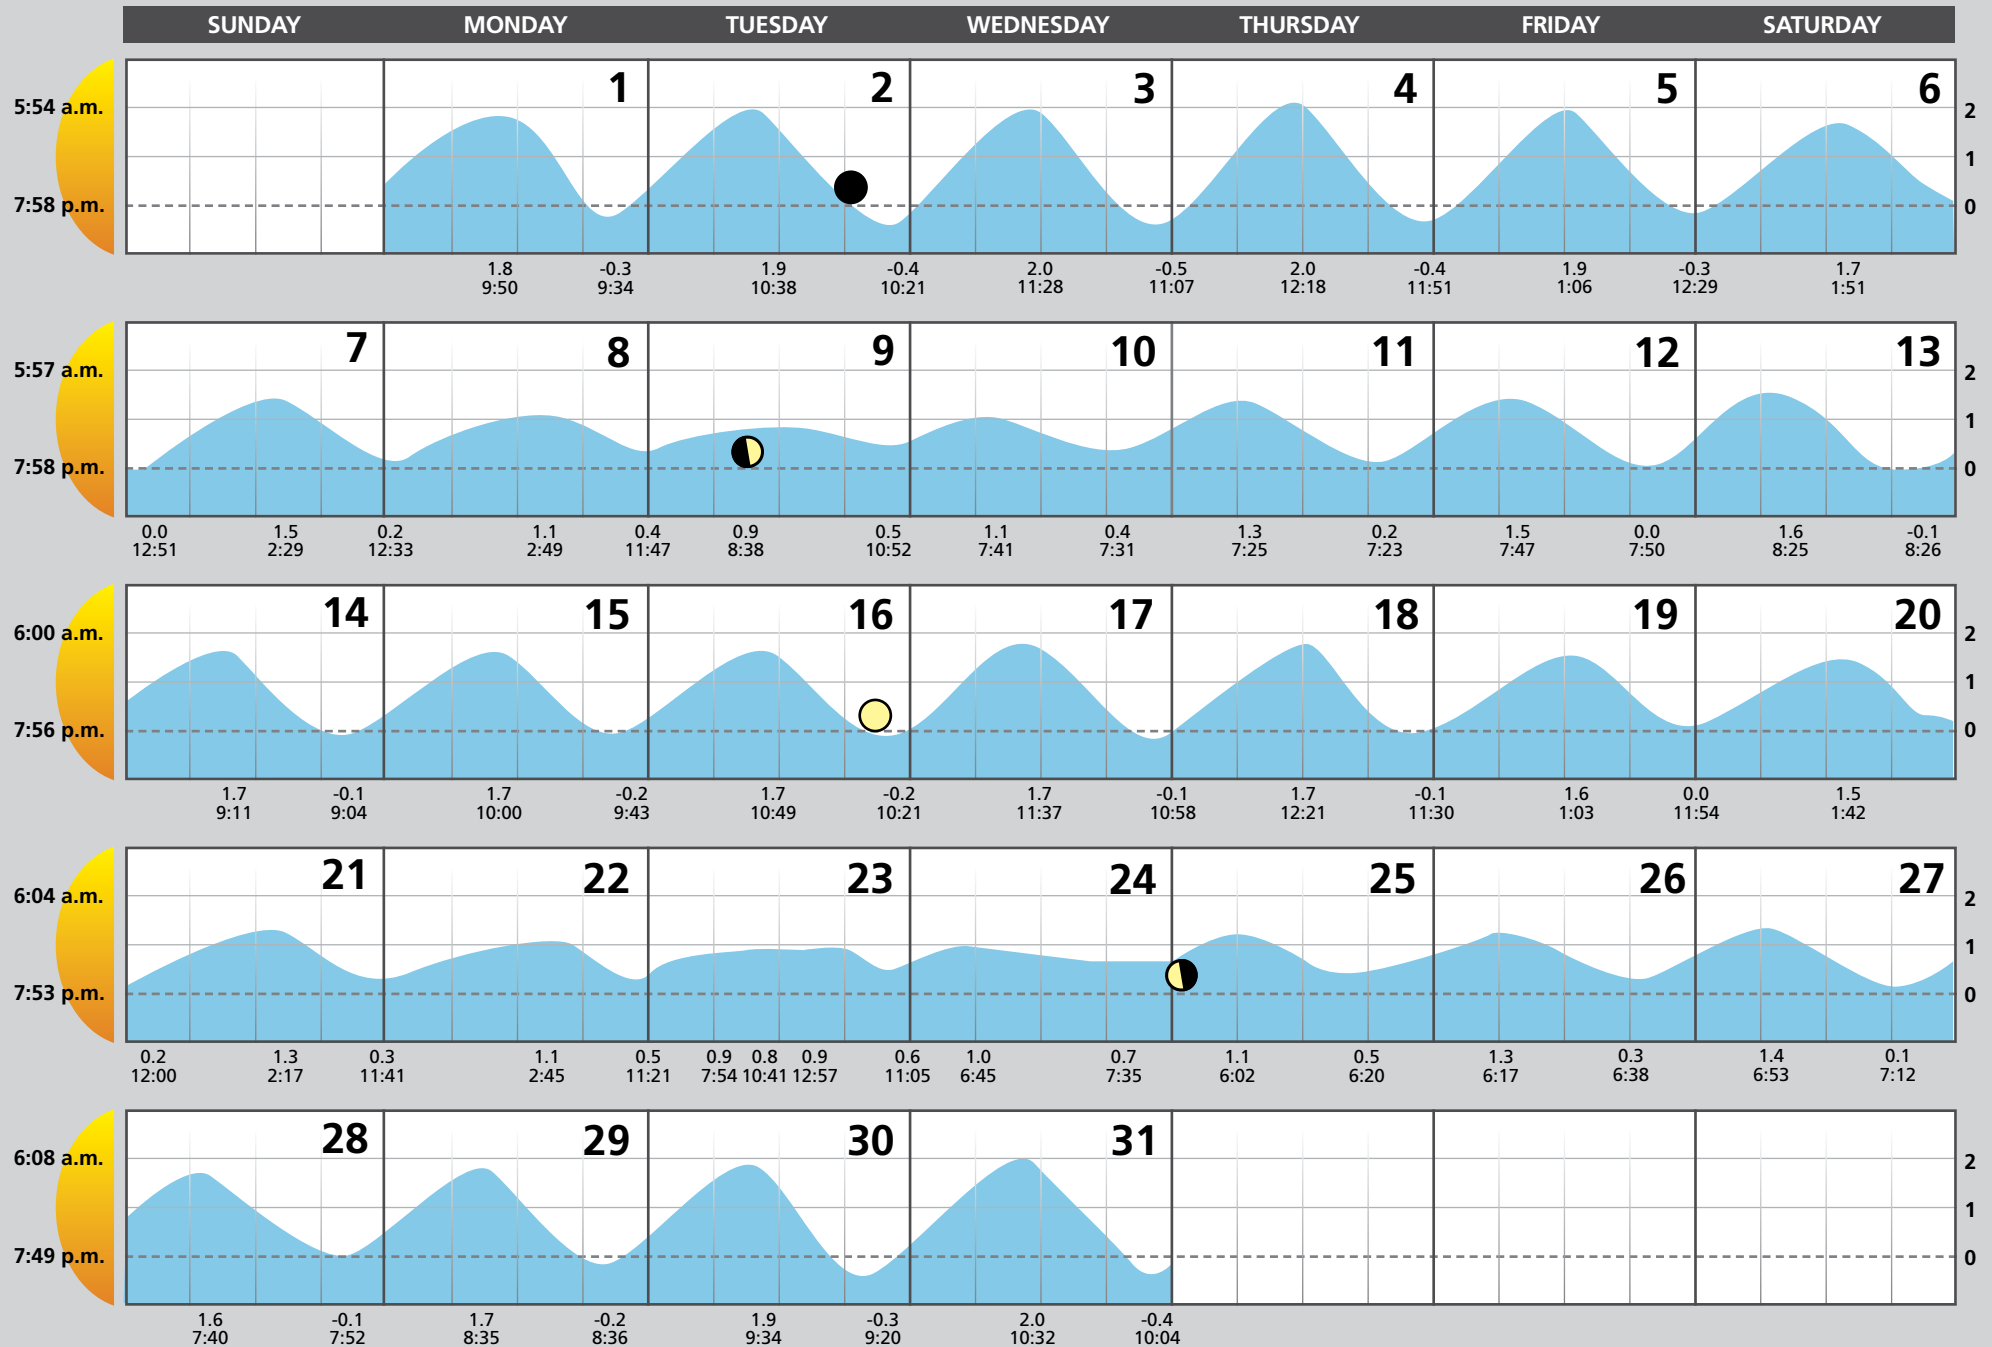 SUNDAY MONDAY TUESDAY WEDNESDAY THURSDAY FRIDAY SATURDAY
1 2 3 4 5 6
5:54 a.m. 2
1
7:58 p.m. 0
1.8 -0.3 1.9 -0.4 2.0 -0.5 2.0 -0.4 1.9 -0.3 1.7
9:50 9:34 10:38 10:21 11:28 11:07 12:18 11:51 1:06 12:29 1:51
7 8 9 10 11 12 13
5:57 a.m. 2
1
7:58 p.m. 0
0.0 1.5 0.2 1.1 0.4 0.9 0.5 1.1 0.4 1.3 0.2 1.5 0.0 1.6 -0.1
12:51 2:29 12:33 2:49 11:47 8:38 10:52 7:41 7:31 7:25 7:23 7:47 7:50 8:25 8:26
14 15 16 17 18 19 20
6:00 a.m. 2
1
7:56 p.m. 0
1.7 -0.1 1.7 -0.2 1.7 -0.2 1.7 -0.1 1.7 -0.1 1.6 0.0 1.5
9:11 9:04 10:00 9:43 10:49 10:21 11:37 10:58 12:21 11:30 1:03 11:54 1:42
21 22 23 24 25 26 27
6:04 a.m. 2
1
7:53 p.m. 0
0.2 1.3 0.3 1.1 0.5 0.9 0.8 0.9 0.6 1.0 0.7 1.1 0.5 1.3 0.3 1.4 0.1
12:00 2:17 11:41 2:45 11:21 7:54 10:41 12:57 11:05 6:45 7:35 6:02 6:20 6:17 6:38 6:53 7:12
28 29 30 31
6:08 a.m. 2
1
7:49 p.m. 0
1.6 -0.1 1.7 -0.2 1.9 -0.3 2.0 -0.4
7:40 7:52 8:35 8:36 9:34 9:20 10:32 10:04